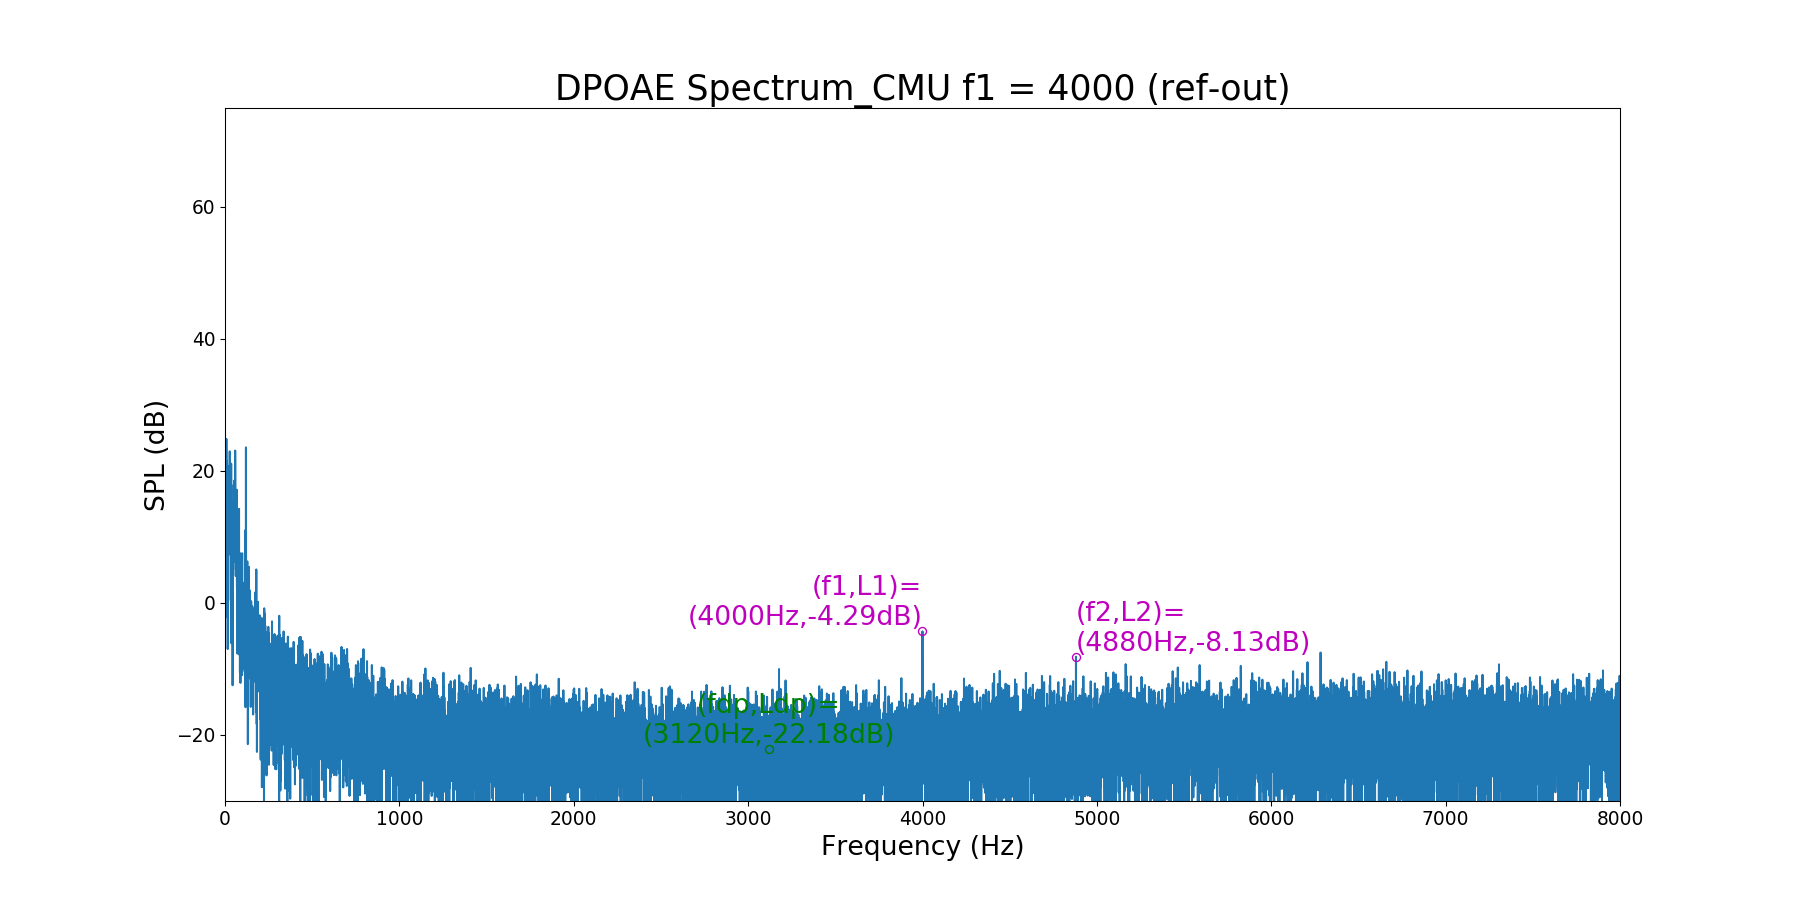 DPOAE Spectrum_CMU f1 = 4000 (ref-out)
60
40
20
0
−20
SPL (dB)
(f1,L1)=
(4000Hz,-4.29dB)
(f2,L2)=
(4880Hz,-8.13dB)
(fdp,Ldp)=
(3120Hz,-22.18dB)
0 1000 2000 3000 4000 5000 6000 7000 8000
Frequency (Hz)